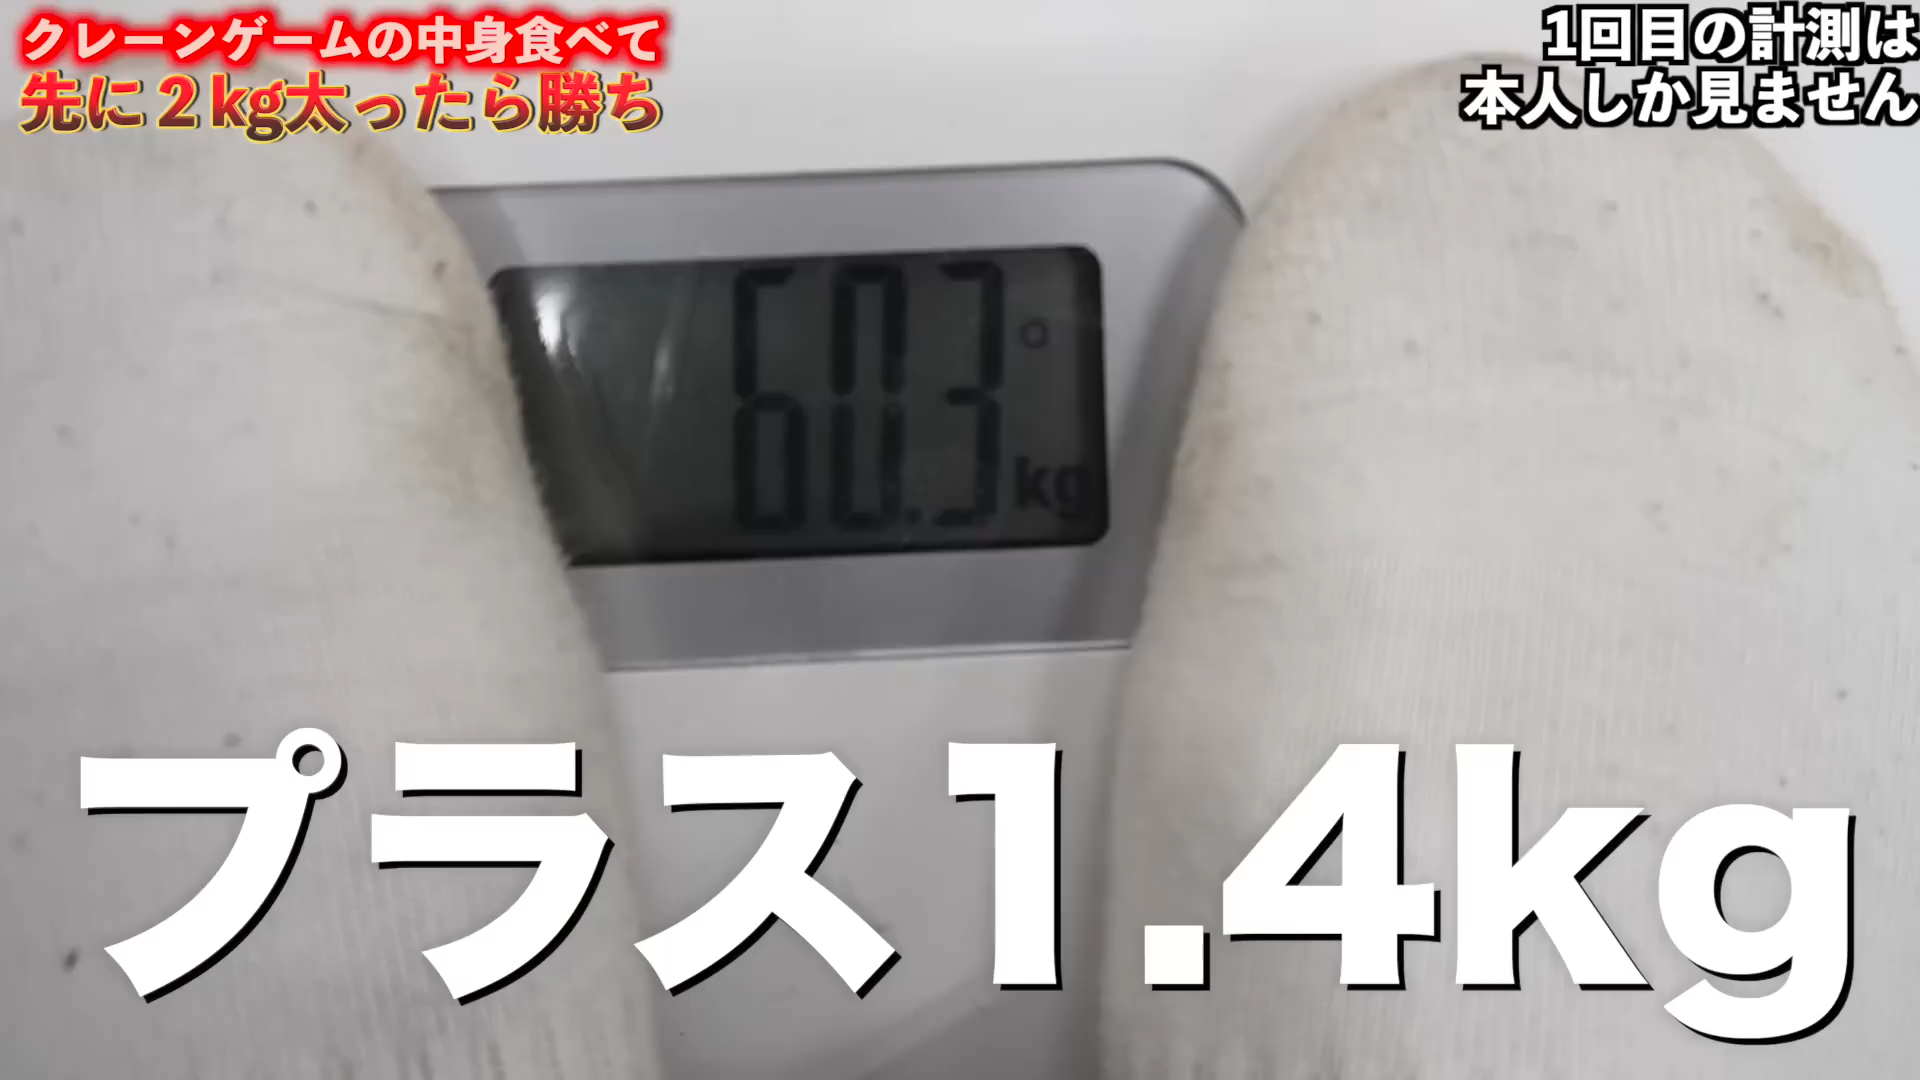 クレーンゲームの中身食べて
先に２kg太ったら勝ち
1回目の計測は
本人しか見ません
60.3kg
プラス1.4kg